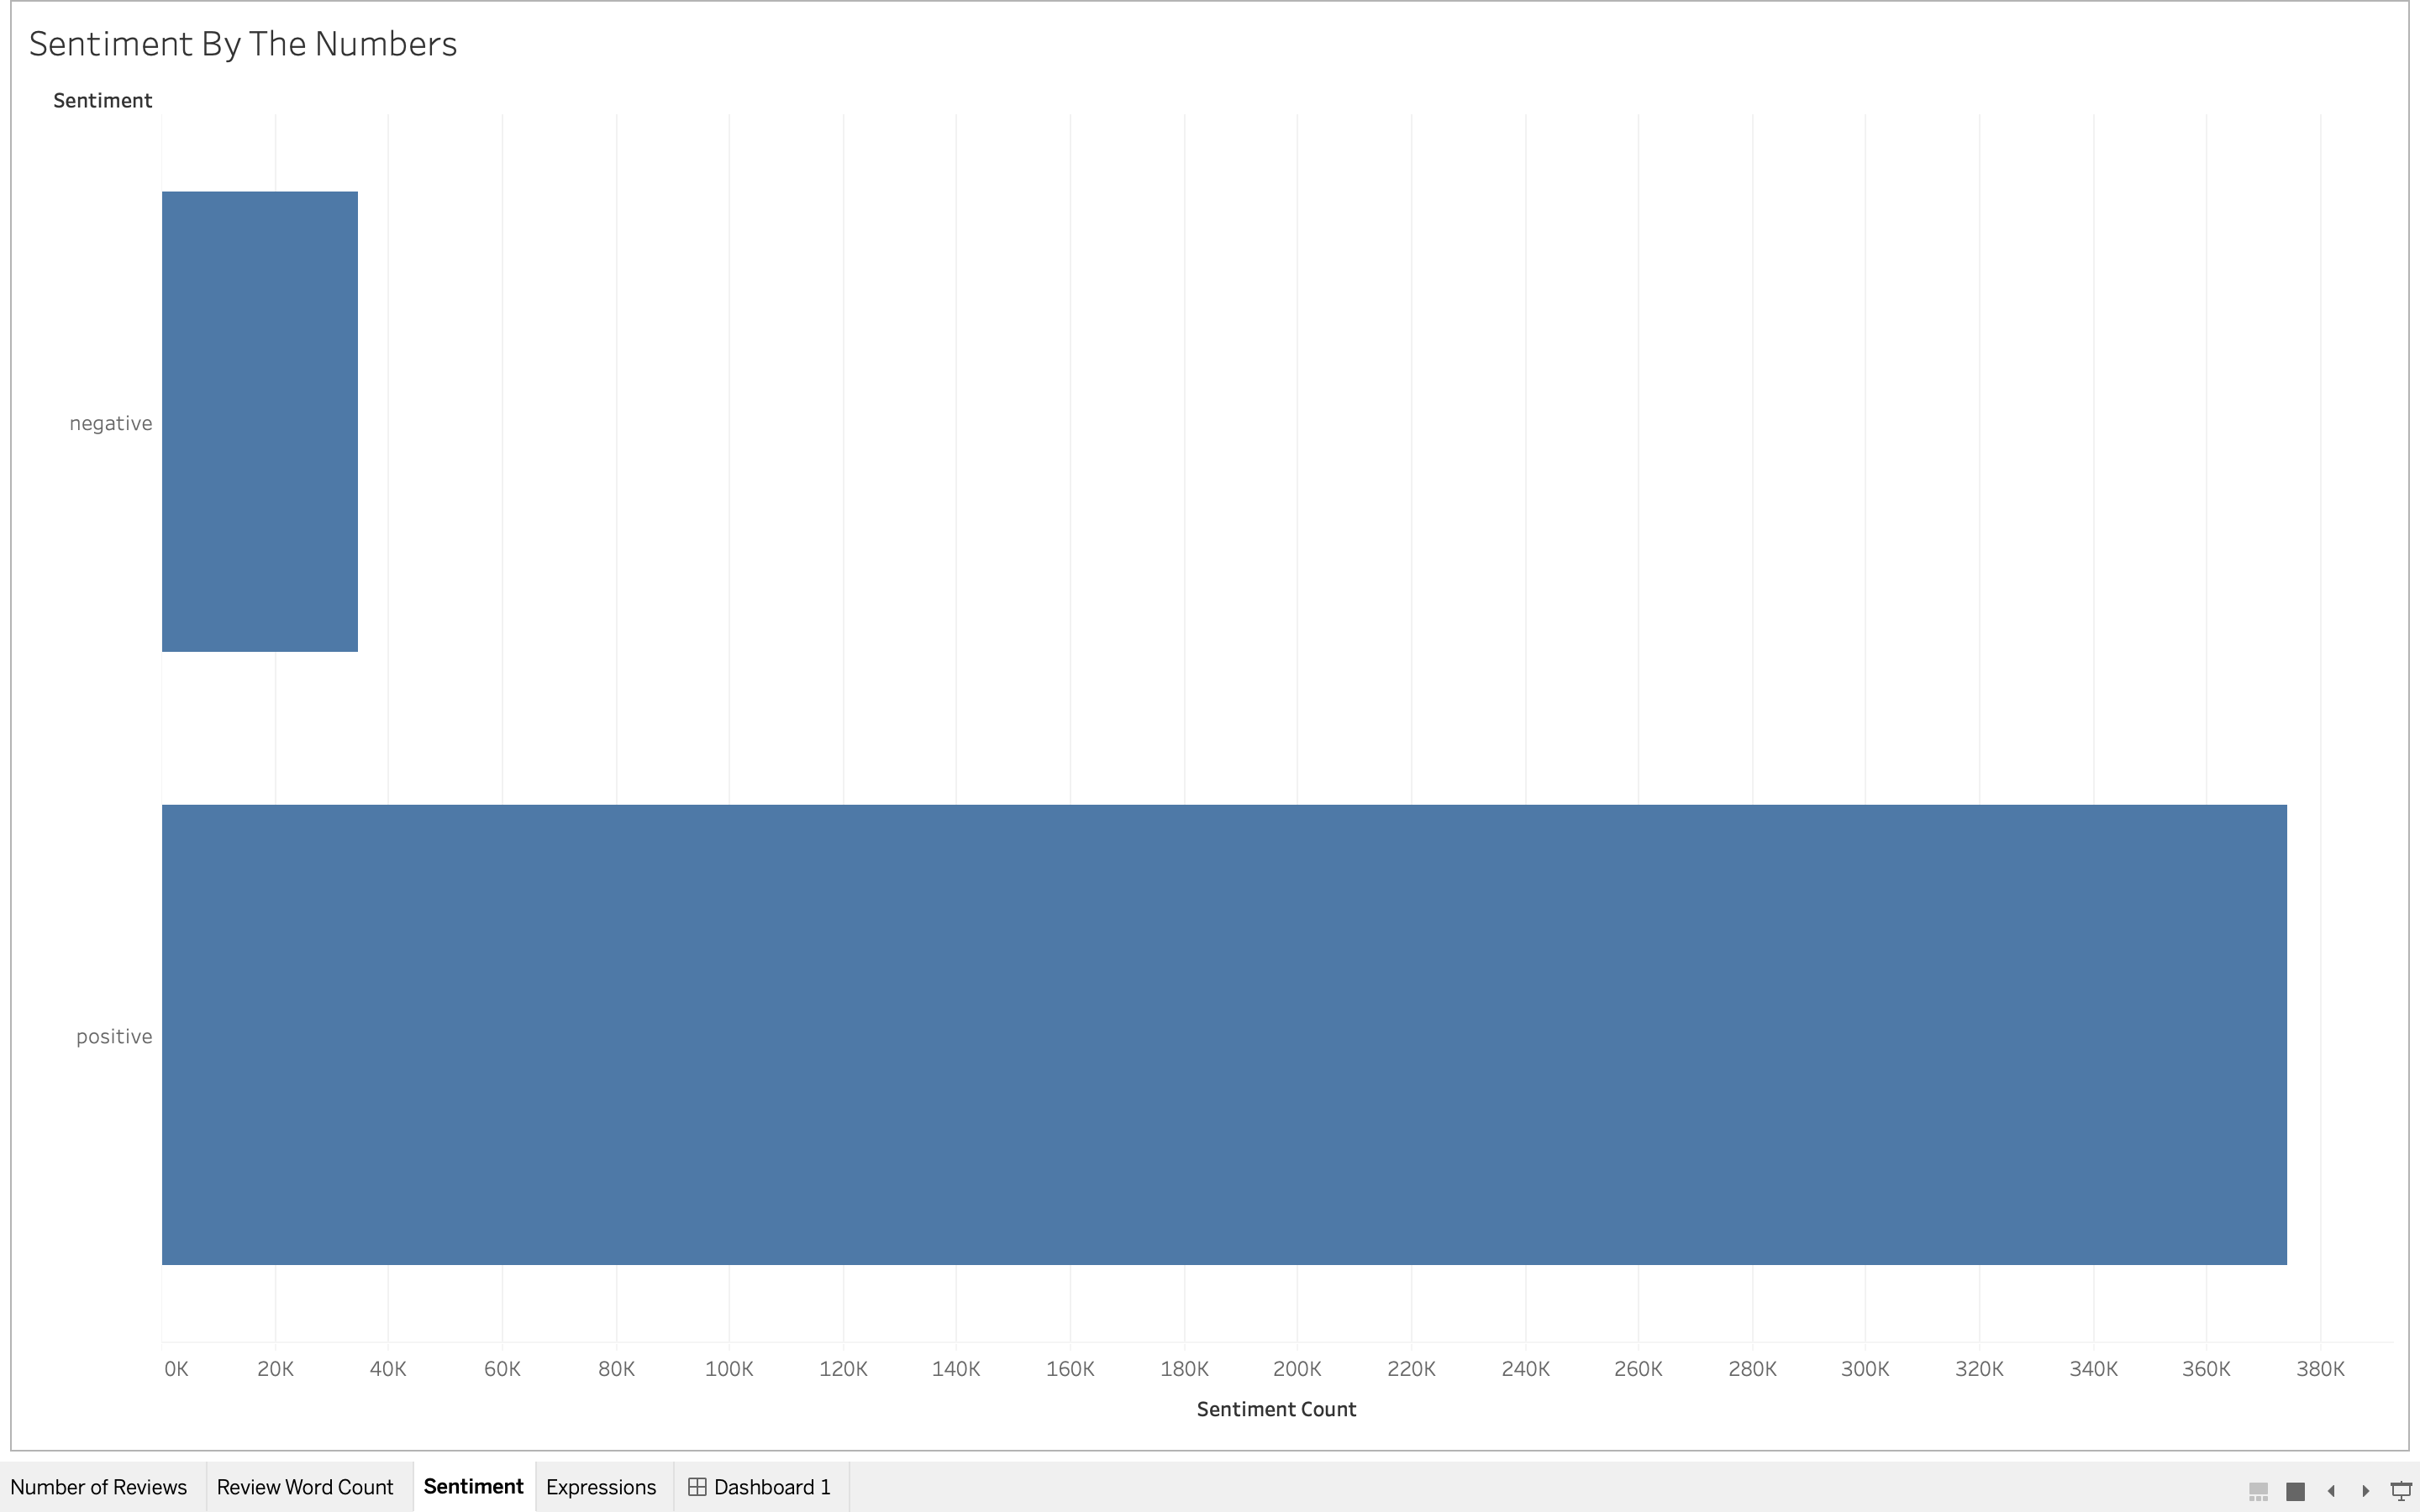 Sentiment By The Numbers
Sentiment
negative
positive
0K 20K 40K 60K 80K 100K 120K 140K 160K 180K 200K 220K 240K 260K 280K 300K 320K 340K 360K 380K
Sentiment Count
Number of Reviews Review Word Count Sentiment Expressions Dashboard 1